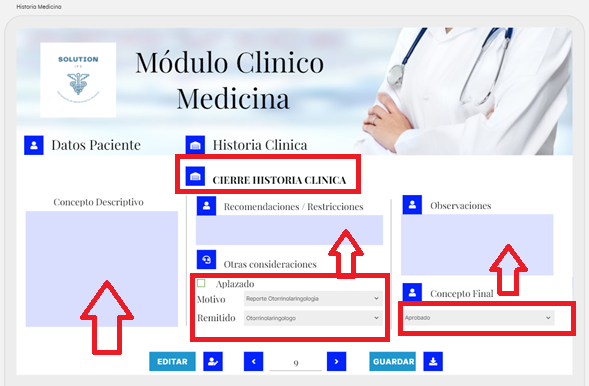 Historia Medicina
SOLUTION
Módulo Clinico
Medicina
Datos Paciente
Historia Clinica
CIERRE HISTORIA CLINICA
Concepto Descriptivo
Recomendaciones / Restricciones
Observaciones
Otras consideraciones
Aplazado
Motivo
Reporte Otorrinolaringologia
Remitido
Otorrinolaringologo
Concepto Final
Aprobado
EDITAR
9
GUARDAR